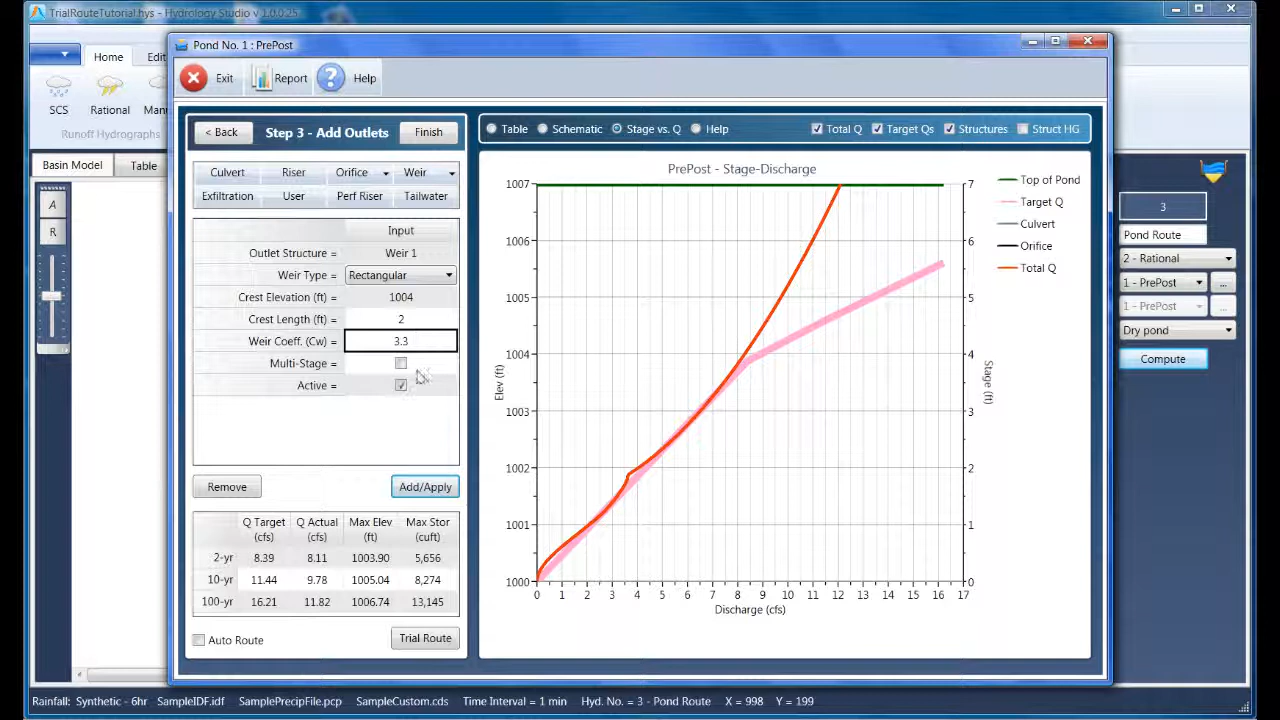 TrialRouteTutorial.hys - Hydrology Studio v 1.0.0.25
Pond No. 1 : PrePost
Home Edit
Exit Report Help
SCS Rational
Runoff Hydrographs
Basin Model Table
A
R
< Back Step 3 - Add Outlets Finish
Culvert Riser Orifice Weir
Exfiltration User Perf Riser Tailwater
Input
Outlet Structure = Weir 1
Weir Type = Rectangular
Crest Elevation (ft) = 1004
Crest Length (ft) = 2
Weir Coeff. (Cw) = 3.3
Multi-Stage =
Active =
Remove Add/Apply
Q Target (cfs) Q Actual (cfs) Max Elev (ft) Max Stor (cuft)
2-yr 8.39 8.11 1003.90 5,656
10-yr 11.44 9.78 1005.04 8,274
100-yr 16.21 11.82 1006.74 13,145
Auto Route Trial Route
Table Schematic Stage vs. Q Help Total Q Target Qs Structures Struct HG
PrePost - Stage-Discharge
1007 7
1006 6
1005 5
1004 4
1003 3
1002 2
1001 1
1000 0
Elev (ft)
Stage (ft)
0 1 2 3 4 5 6 7 8 9 10 11 12 13 14 15 16 17
Discharge (cfs)
Top of Pond
Target Q
Culvert
Orifice
Total Q
3
Pond Route
2 - Rational
1 - PrePost ...
1 - PrePost ...
Dry pond
Compute
Rainfall: Synthetic - 6hr SampleIDF.idf SamplePrecipFile.pcp SampleCustom.cds Time Interval = 1 min Hyd. No. = 3 - Pond Route X = 998 Y = 199